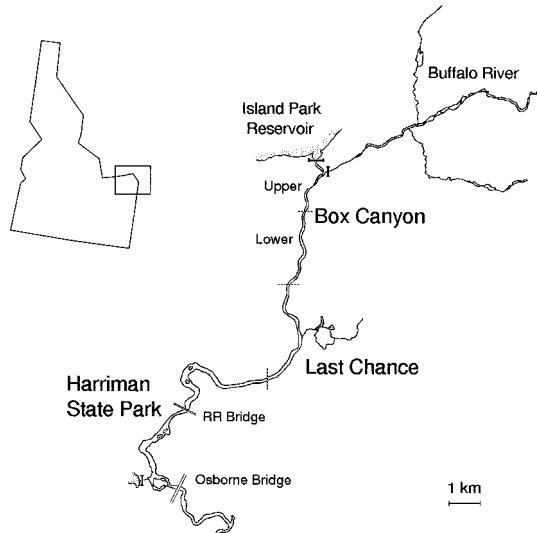 Buffalo River
Island Park
Reservoir
Upper
Box Canyon
Lower
Last Chance
Harriman
State Park
RR Bridge
Osborne Bridge
1 km